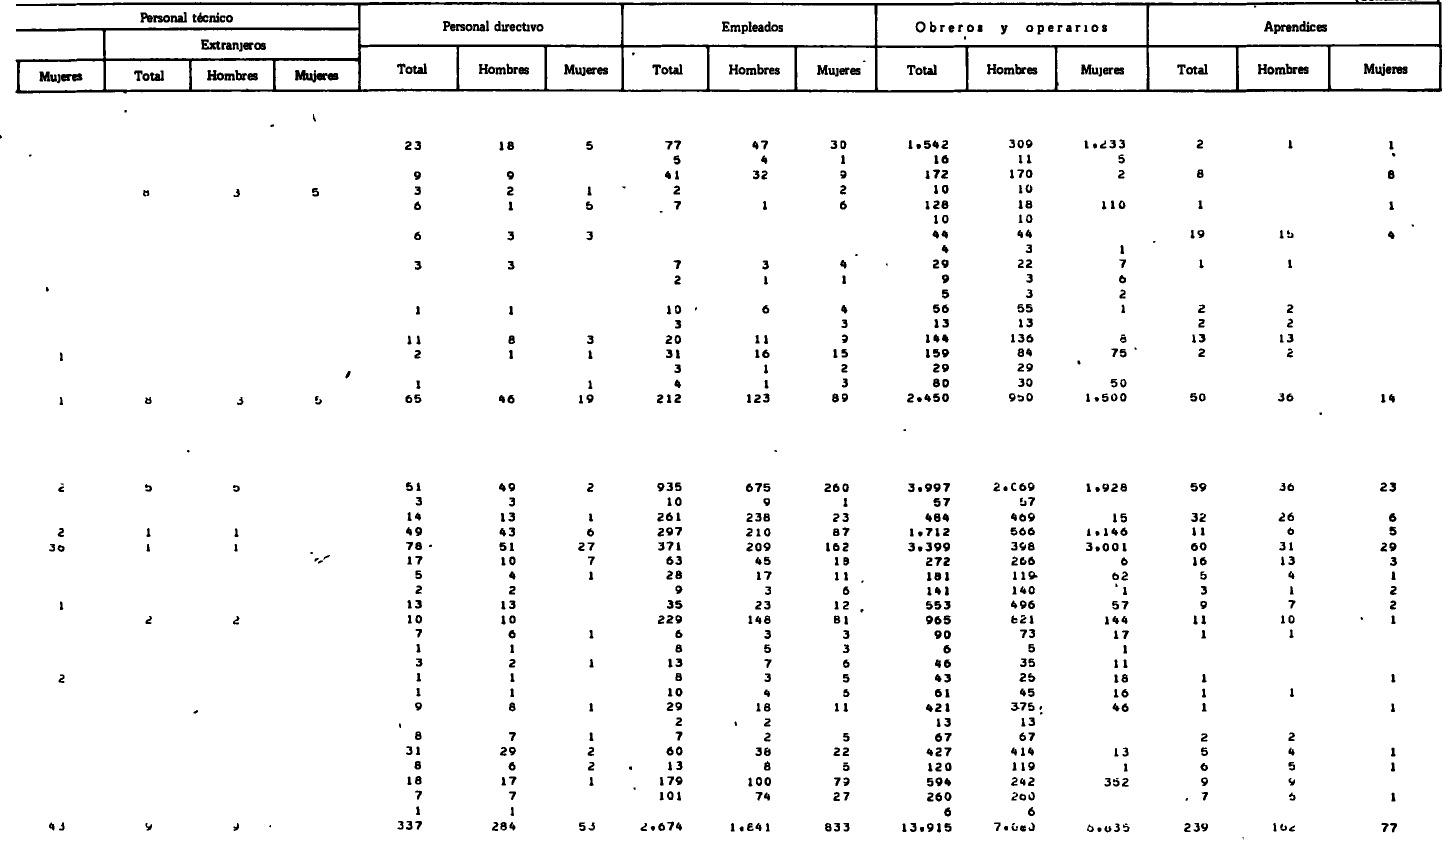 Personal técnico Personal directivo Empleados Obreros y operarios Aprendices
Extranjeros
Mujeres Total Hombres Mujeres Total Hombres Mujeres Total Hombres Mujeres Total Hombres Mujeres Total Hombres Mujeres
23 18 5 77 47 30 1.542 309 1.233 2 1 1
5 4 1 16 11 5
9 9 41 32 9 172 170 2 8 8
8 3 5 3 2 1 2 2 10 10
6 1 5 7 1 6 128 18 110 1 1
10 10
6 3 3 44 44 19 15 4
4 3 1
3 3 7 3 4 29 22 7 1 1
2 1 1 9 3 6
5 3 2
1 1 10 6 4 56 55 1 2 2
3 3 13 13 2 2
11 8 3 20 11 9 144 136 8 13 13
1 2 1 1 31 16 15 159 84 75 2 2
3 1 2 29 29
1 1 4 1 3 80 30 50
1 8 3 5 65 46 19 212 123 89 2.450 950 1.500 50 36 14
2 5 5 51 49 2 935 675 260 3.997 2.069 1.928 59 36 23
3 3 10 9 1 57 57
14 13 1 261 238 23 484 469 15 32 26 6
2 1 1 49 43 6 297 210 87 1.712 566 1.146 11 6 5
36 1 1 78 51 27 371 209 162 3.399 398 3.001 60 31 29
17 10 7 63 45 18 272 266 6 16 13 3
5 4 1 28 17 11 181 119 62 5 4 1
2 2 9 3 6 141 140 1 3 1 2
1 13 13 35 23 12 553 496 57 9 7 2
2 2 10 10 229 148 81 965 821 144 11 10 1
7 6 1 6 3 3 90 73 17 1 1
1 1 8 5 3 6 5 1
3 2 1 13 7 6 46 35 11
2 1 1 8 3 5 43 25 18 1 1
1 1 10 4 5 61 45 16 1 1
9 8 1 29 18 11 421 375 46 1 1
2 2 13 13
8 7 1 7 2 5 67 67 2 2
31 29 2 60 38 22 427 414 13 5 4 1
8 6 2 13 8 5 120 119 1 6 5 1
18 17 1 179 100 79 594 242 352 9 9
7 7 101 74 27 260 260 7 6 1
1 1 6 6
43 9 9 337 284 53 2.674 1.841 833 13.915 239 162 77